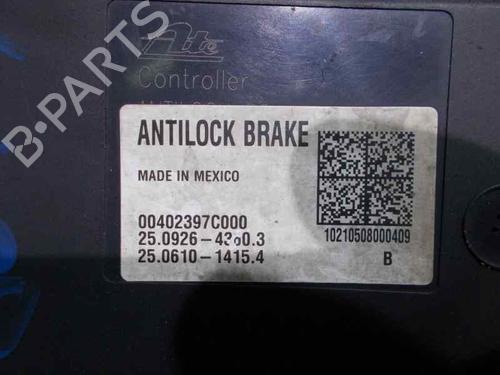 B-PARTS
Ate
Controller
ANTILOCK BRAKE
MADE IN MEXICO
00402397C000
25.0610-1415.4
10210508000409
B